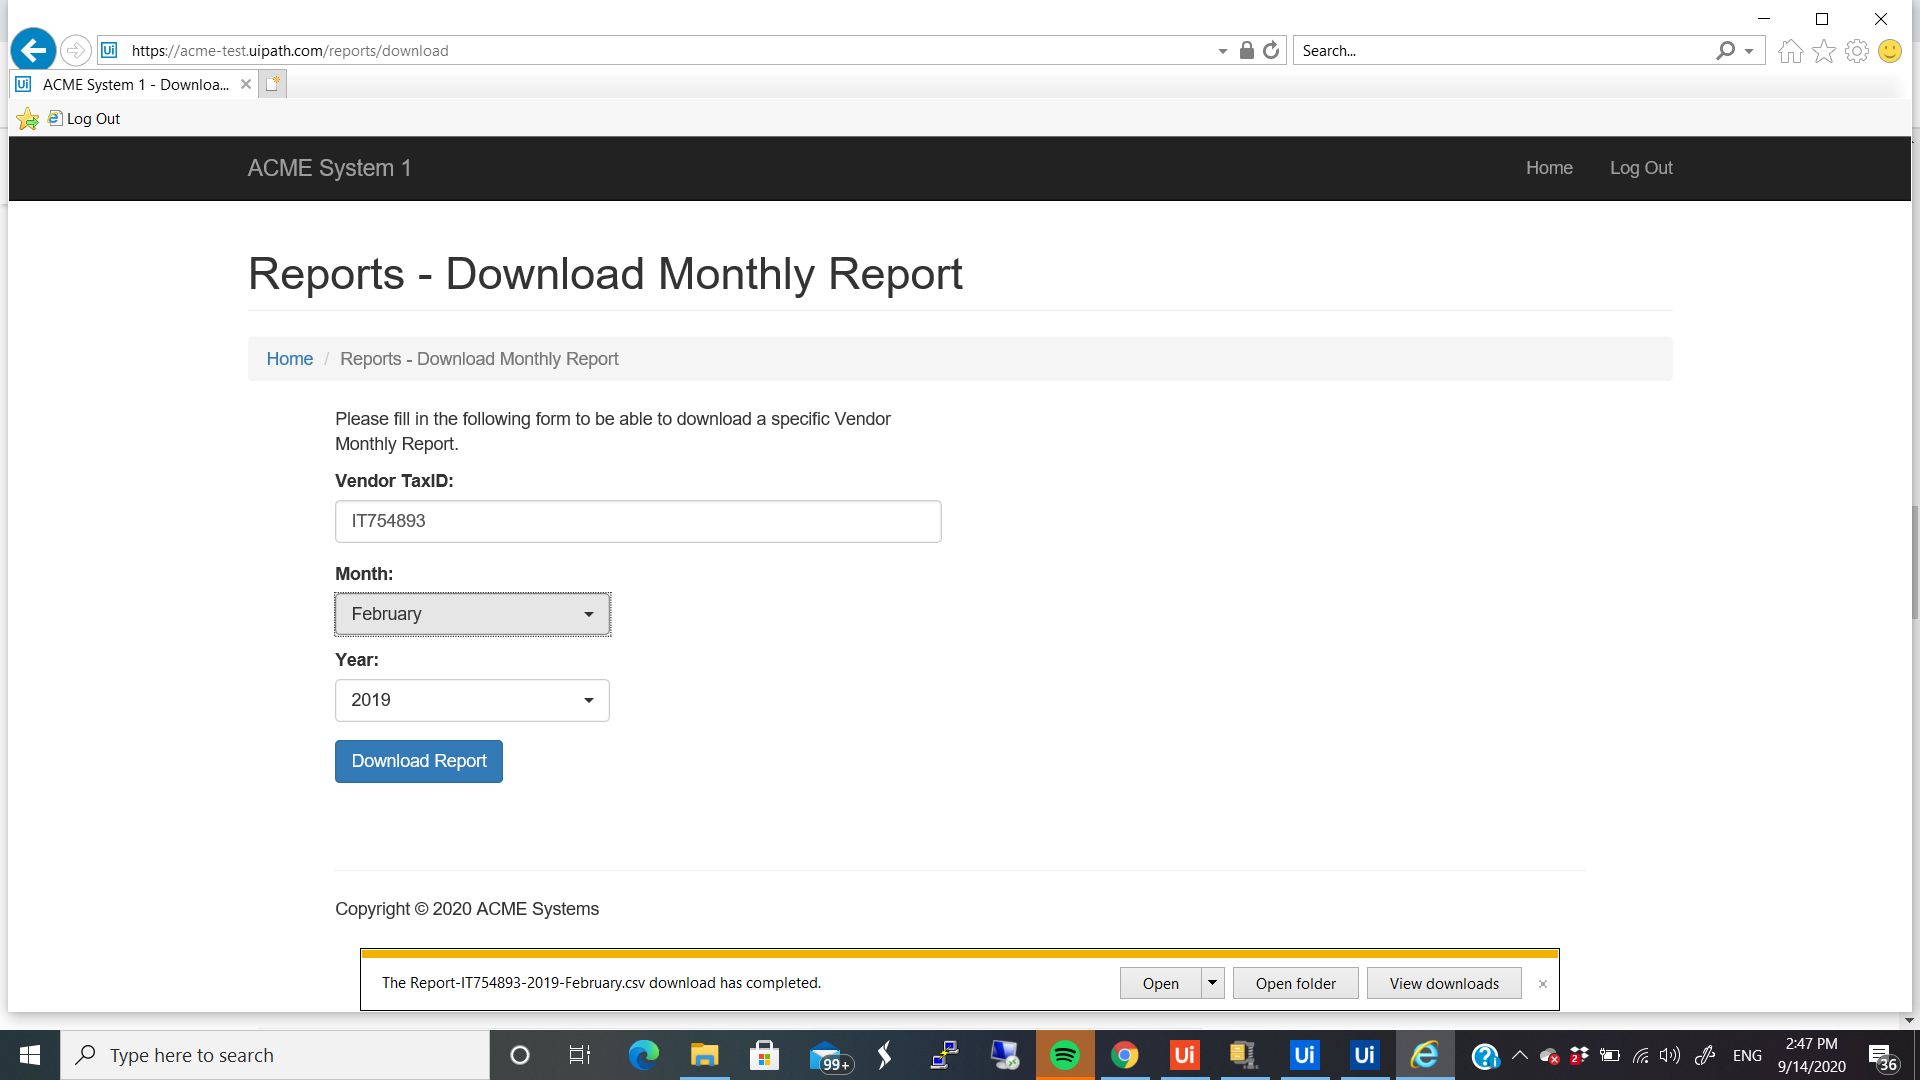 https://acme-test.uipath.com/reports/download
Search...
ACME System 1 - Downloa...
Log Out
ACME System 1
Home
Log Out
Reports - Download Monthly Report
Home / Reports - Download Monthly Report
Please fill in the following form to be able to download a specific Vendor
Monthly Report.
Vendor TaxID:
IT754893
Month:
February
Year:
2019
Download Report
Copyright © 2020 ACME Systems
The Report-IT754893-2019-February.csv download has completed.
Open
Open folder
View downloads
Type here to search
99+
Ui
Ui
Ui
2
ENG
2:47 PM
9/14/2020
36